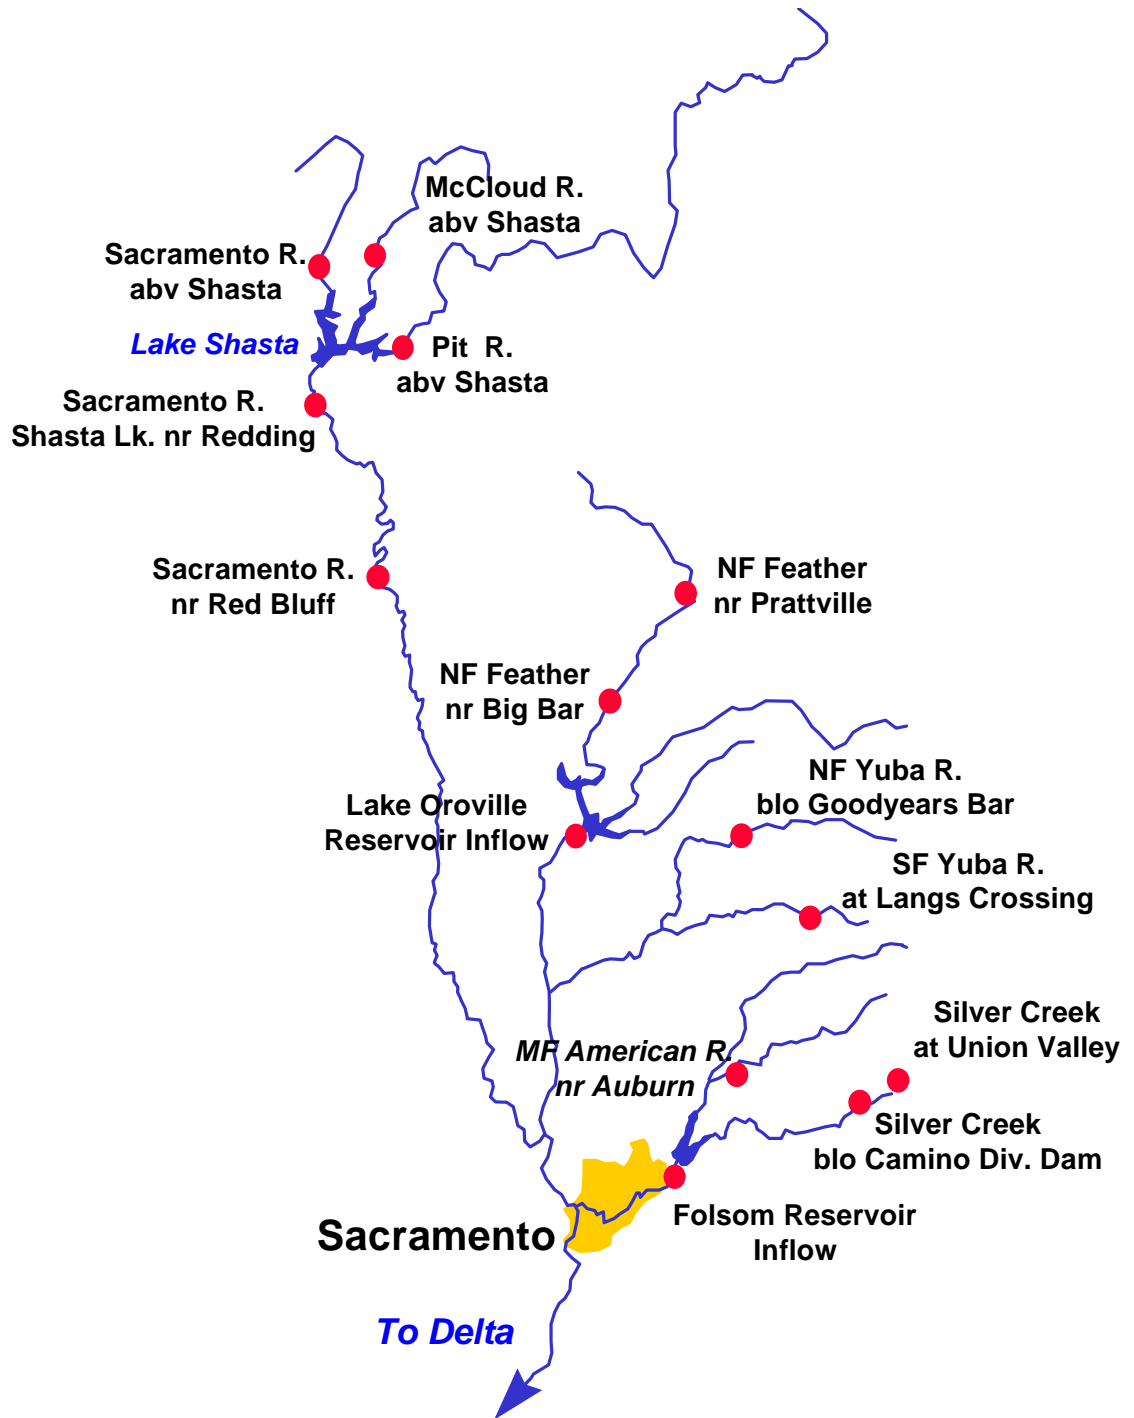 McCloud R.
abv Shasta
Sacramento R.
abv Shasta
Lake Shasta
Pit R.
abv Shasta
Sacramento R.
Shasta Lk. nr Redding
Sacramento R.
nr Red Bluff
NF Feather
nr Prattville
NF Feather
nr Big Bar
NF Yuba R.
blo Goodyears Bar
Lake Oroville
Reservoir Inflow
SF Yuba R.
at Langs Crossing
Silver Creek
at Union Valley
MF American R.
nr Auburn
Silver Creek
blo Camino Div. Dam
Folsom Reservoir
Inflow
Sacramento
To Delta